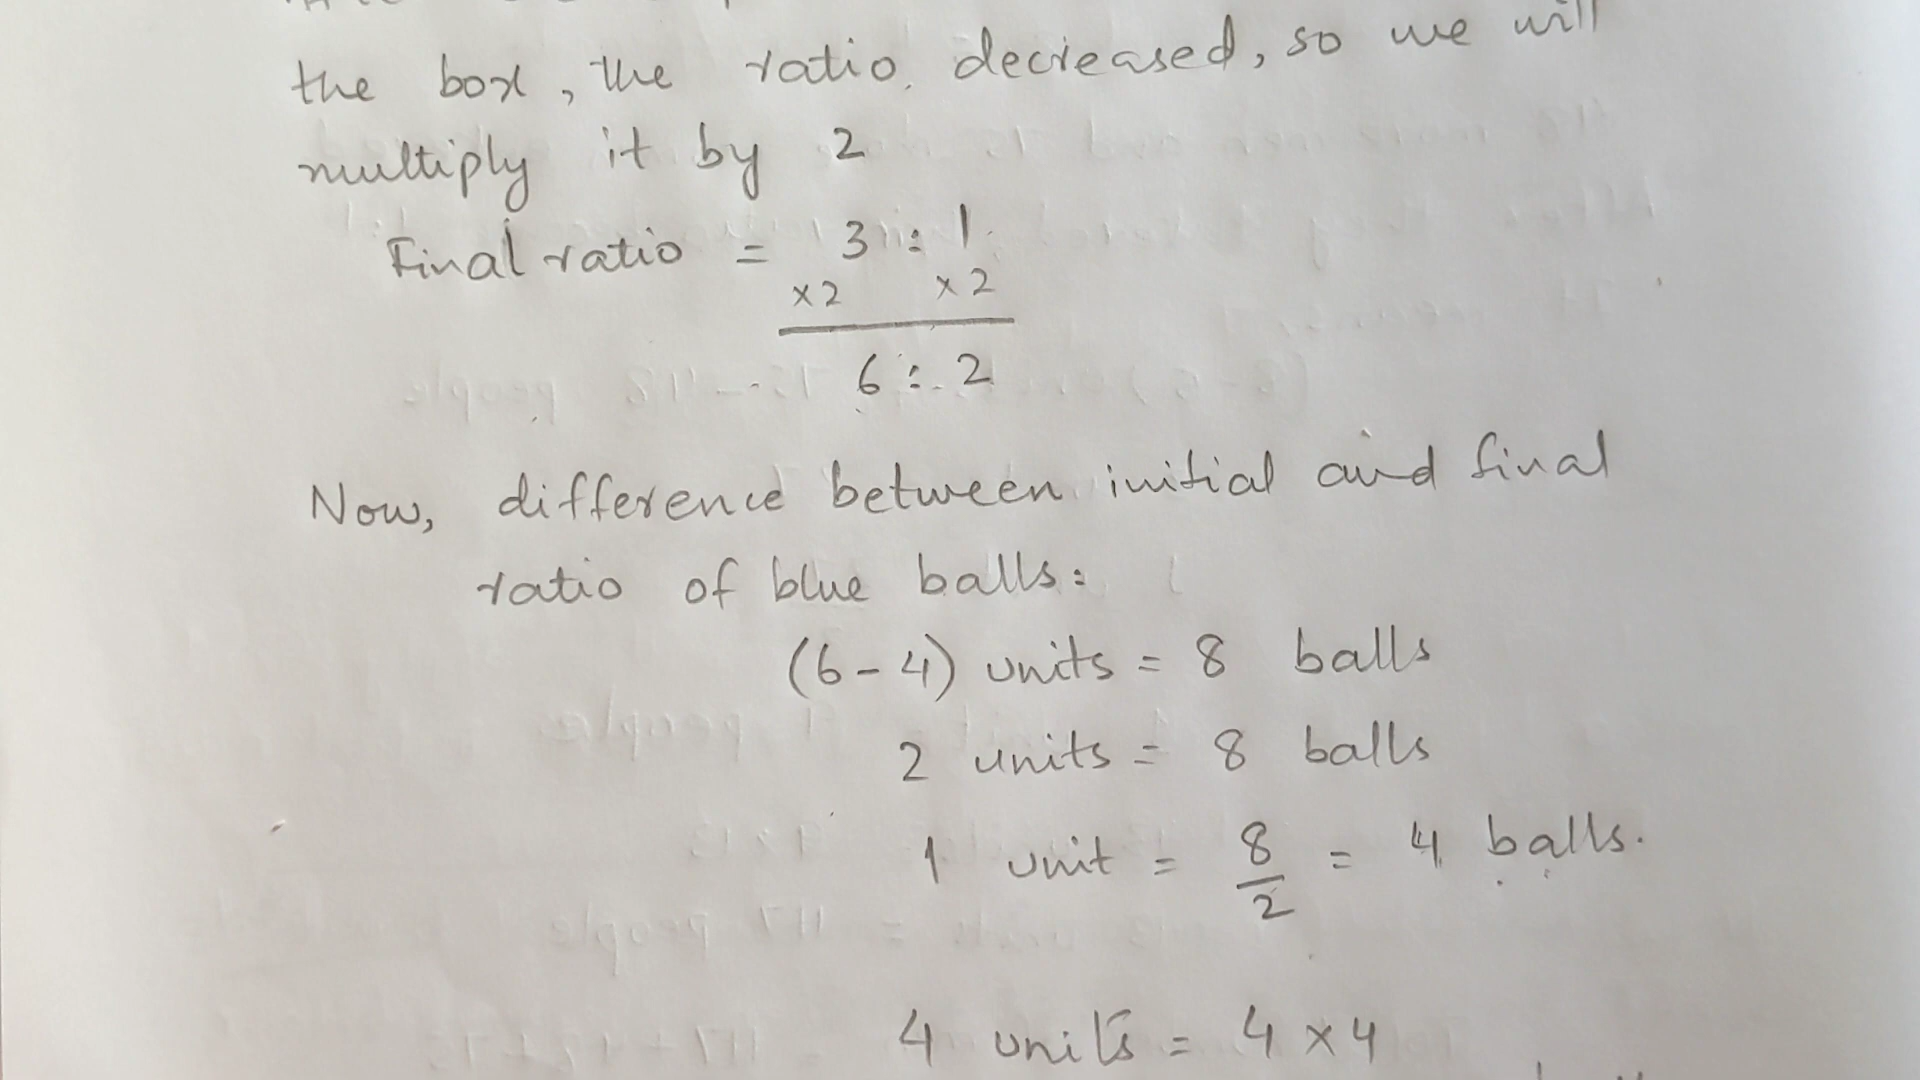 the box, the ratio decreased, so we will
multiply it by 2
Final ratio = 3 : 1
×2 ×2
6 : 2
Now, difference between initial and final
ratio of blue balls:
(6-4) units = 8 balls
2 units = 8 balls
1 unit = 8/2 = 4 balls.
4 units = 4 × 4